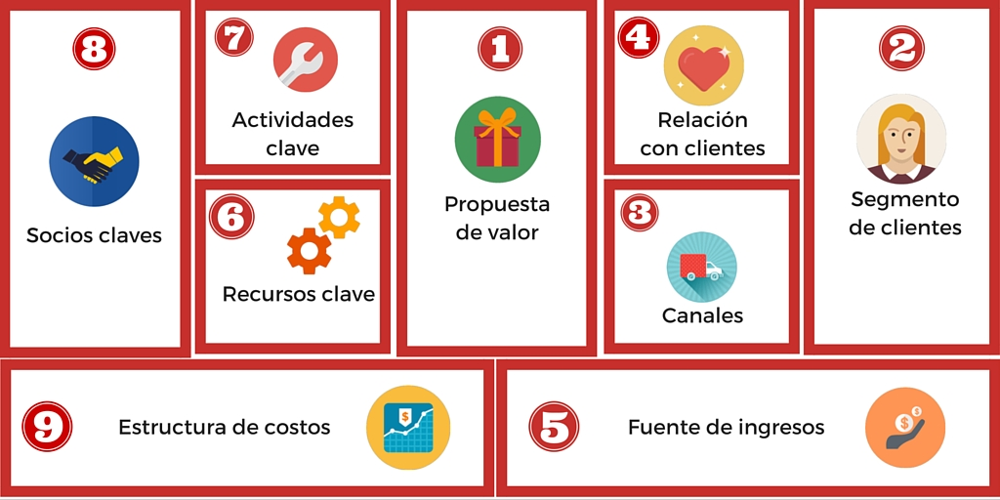 8
Socios claves
7
Actividades
clave
6
Recursos clave
1
Propuesta
de valor
4
Relación
con clientes
3
Canales
2
Segmento
de clientes
9
Estructura de costos
$
5
Fuente de ingresos
$
$